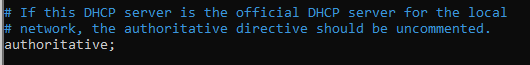 # If this DHCP server is the official DHCP server for the local
# network, the authoritative directive should be uncommented.
authoritative;